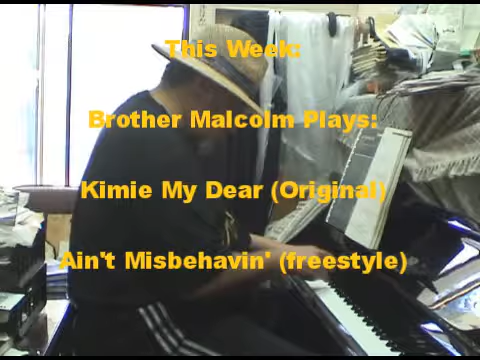 This Week:
Brother Malcolm Plays:
Kimie My Dear (Original)
Ain't Misbehavin' (freestyle)